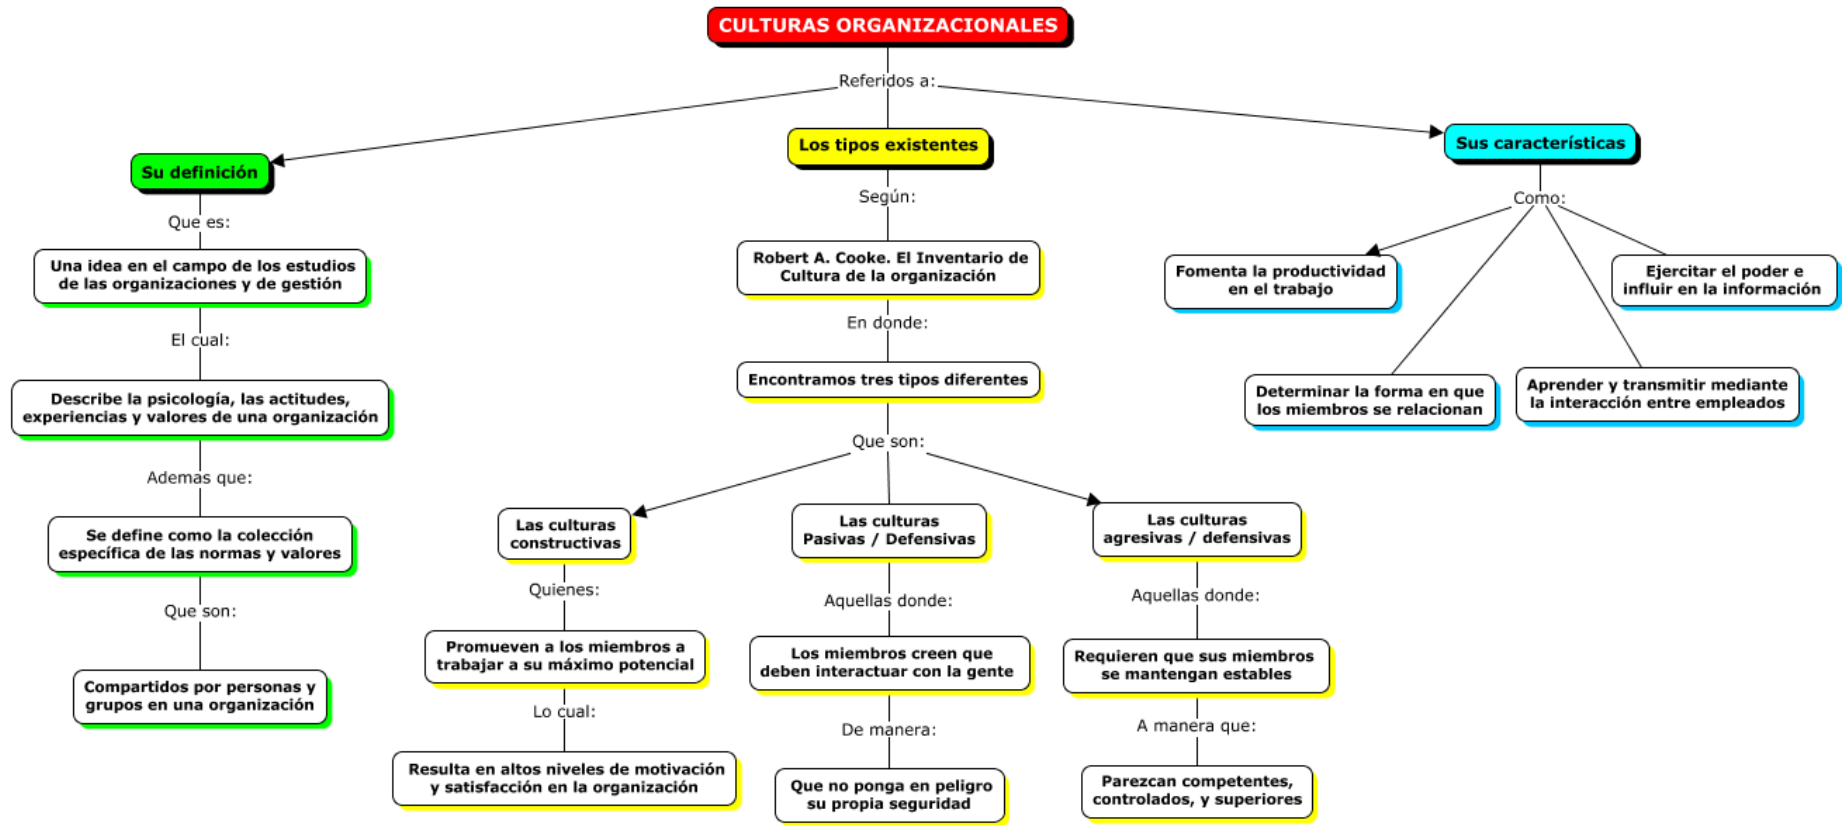 CULTURAS ORGANIZACIONALES
Referidos a:
Su definición
Que es:
Una idea en el campo de los estudios
de las organizaciones y de gestión
El cual:
Describe la psicología, las actitudes,
experiencias y valores de una organización
Ademas que:
Se define como la colección
específica de las normas y valores
Que son:
Compartidos por personas y
grupos en una organización
Los tipos existentes
Según:
Robert A. Cooke. El Inventario de
Cultura de la organización
En donde:
Encontramos tres tipos diferentes
Que son:
Las culturas
constructivas
Quienes:
Promueven a los miembros a
trabajar a su máximo potencial
Lo cual:
Resulta en altos niveles de motivación
y satisfacción en la organización
Las culturas
Pasivas / Defensivas
Aquellas donde:
Los miembros creen que
deben interactuar con la gente
De manera:
Que no ponga en peligro
su propia seguridad
Las culturas
agresivas / defensivas
Aquellas donde:
Requieren que sus miembros
se mantengan estables
A manera que:
Parezcan competentes,
controlados, y superiores
Sus características
Como:
Fomenta la productividad
en el trabajo
Determinar la forma en que
los miembros se relacionan
Aprender y transmitir mediante
la interacción entre empleados
Ejercitar el poder e
influir en la información